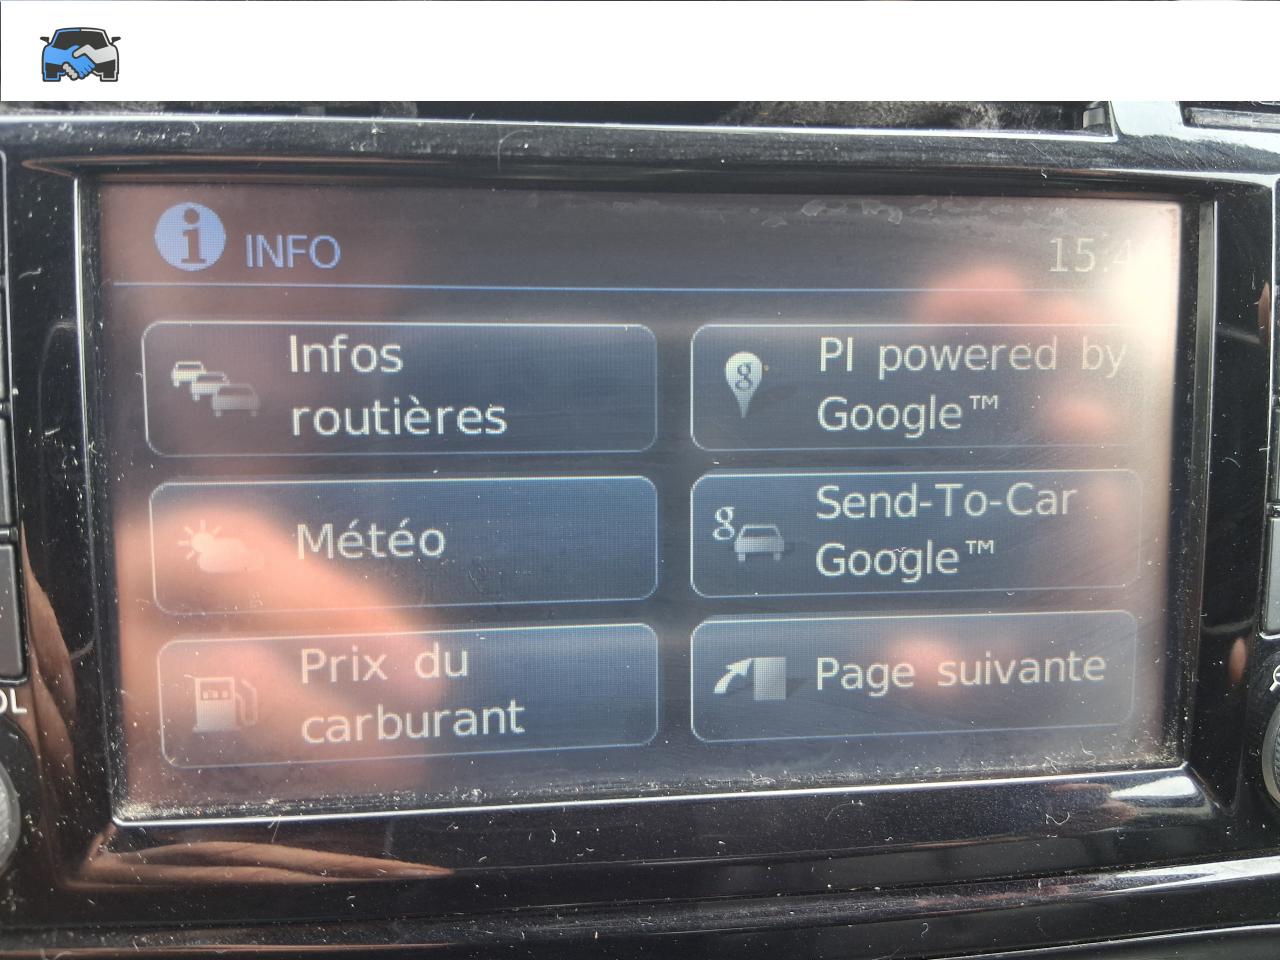 INFO
Infos
routières
PI powered by
Google™
Météo
Send-To-Car
Google™
Prix du
carburant
Page suivante